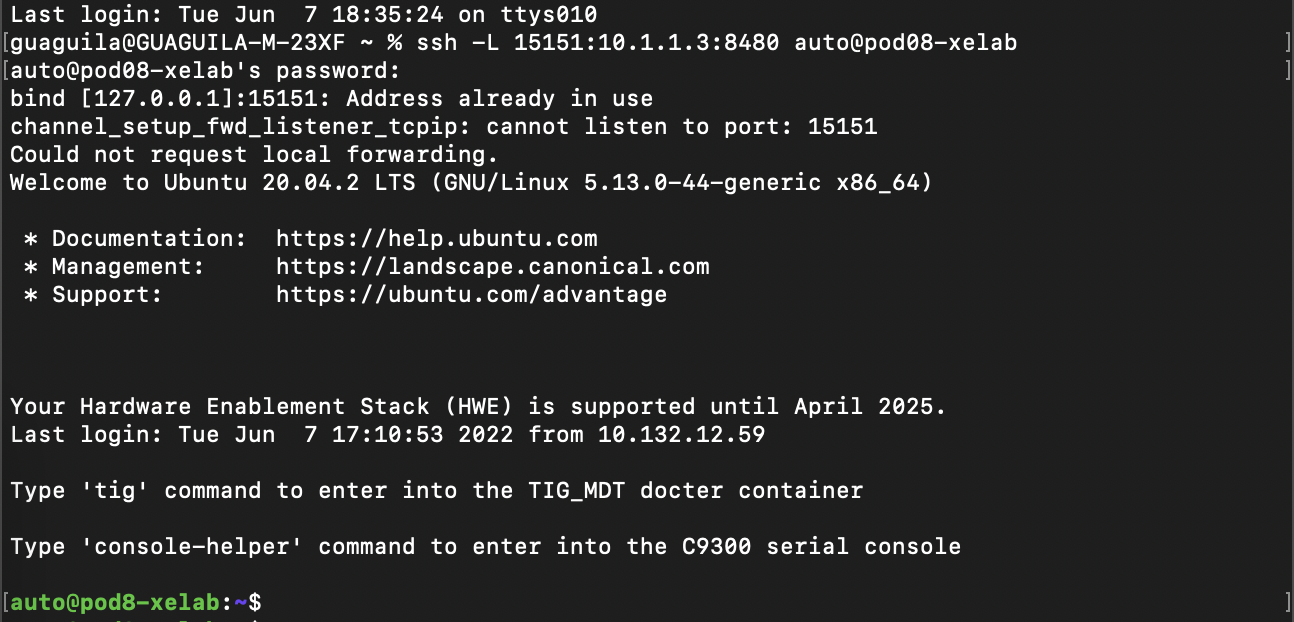 Last login: Tue Jun  7 18:35:24 on ttys010
[guaguila@GUAGUILA-M-23XF ~ % ssh -L 15151:10.1.1.3:8480 auto@pod08-xelab ]
[auto@pod08-xelab's password: ]
bind [127.0.0.1]:15151: Address already in use
channel_setup_fwd_listener_tcpip: cannot listen to port: 15151
Could not request local forwarding.
Welcome to Ubuntu 20.04.2 LTS (GNU/Linux 5.13.0-44-generic x86_64)
 * Documentation:  https://help.ubuntu.com
 * Management:     https://landscape.canonical.com
 * Support:        https://ubuntu.com/advantage
Your Hardware Enablement Stack (HWE) is supported until April 2025.
Last login: Tue Jun  7 17:10:53 2022 from 10.132.12.59
Type 'tig' command to enter into the TIG_MDT docter container
Type 'console-helper' command to enter into the C9300 serial console
[auto@pod8-xelab:~$ ]